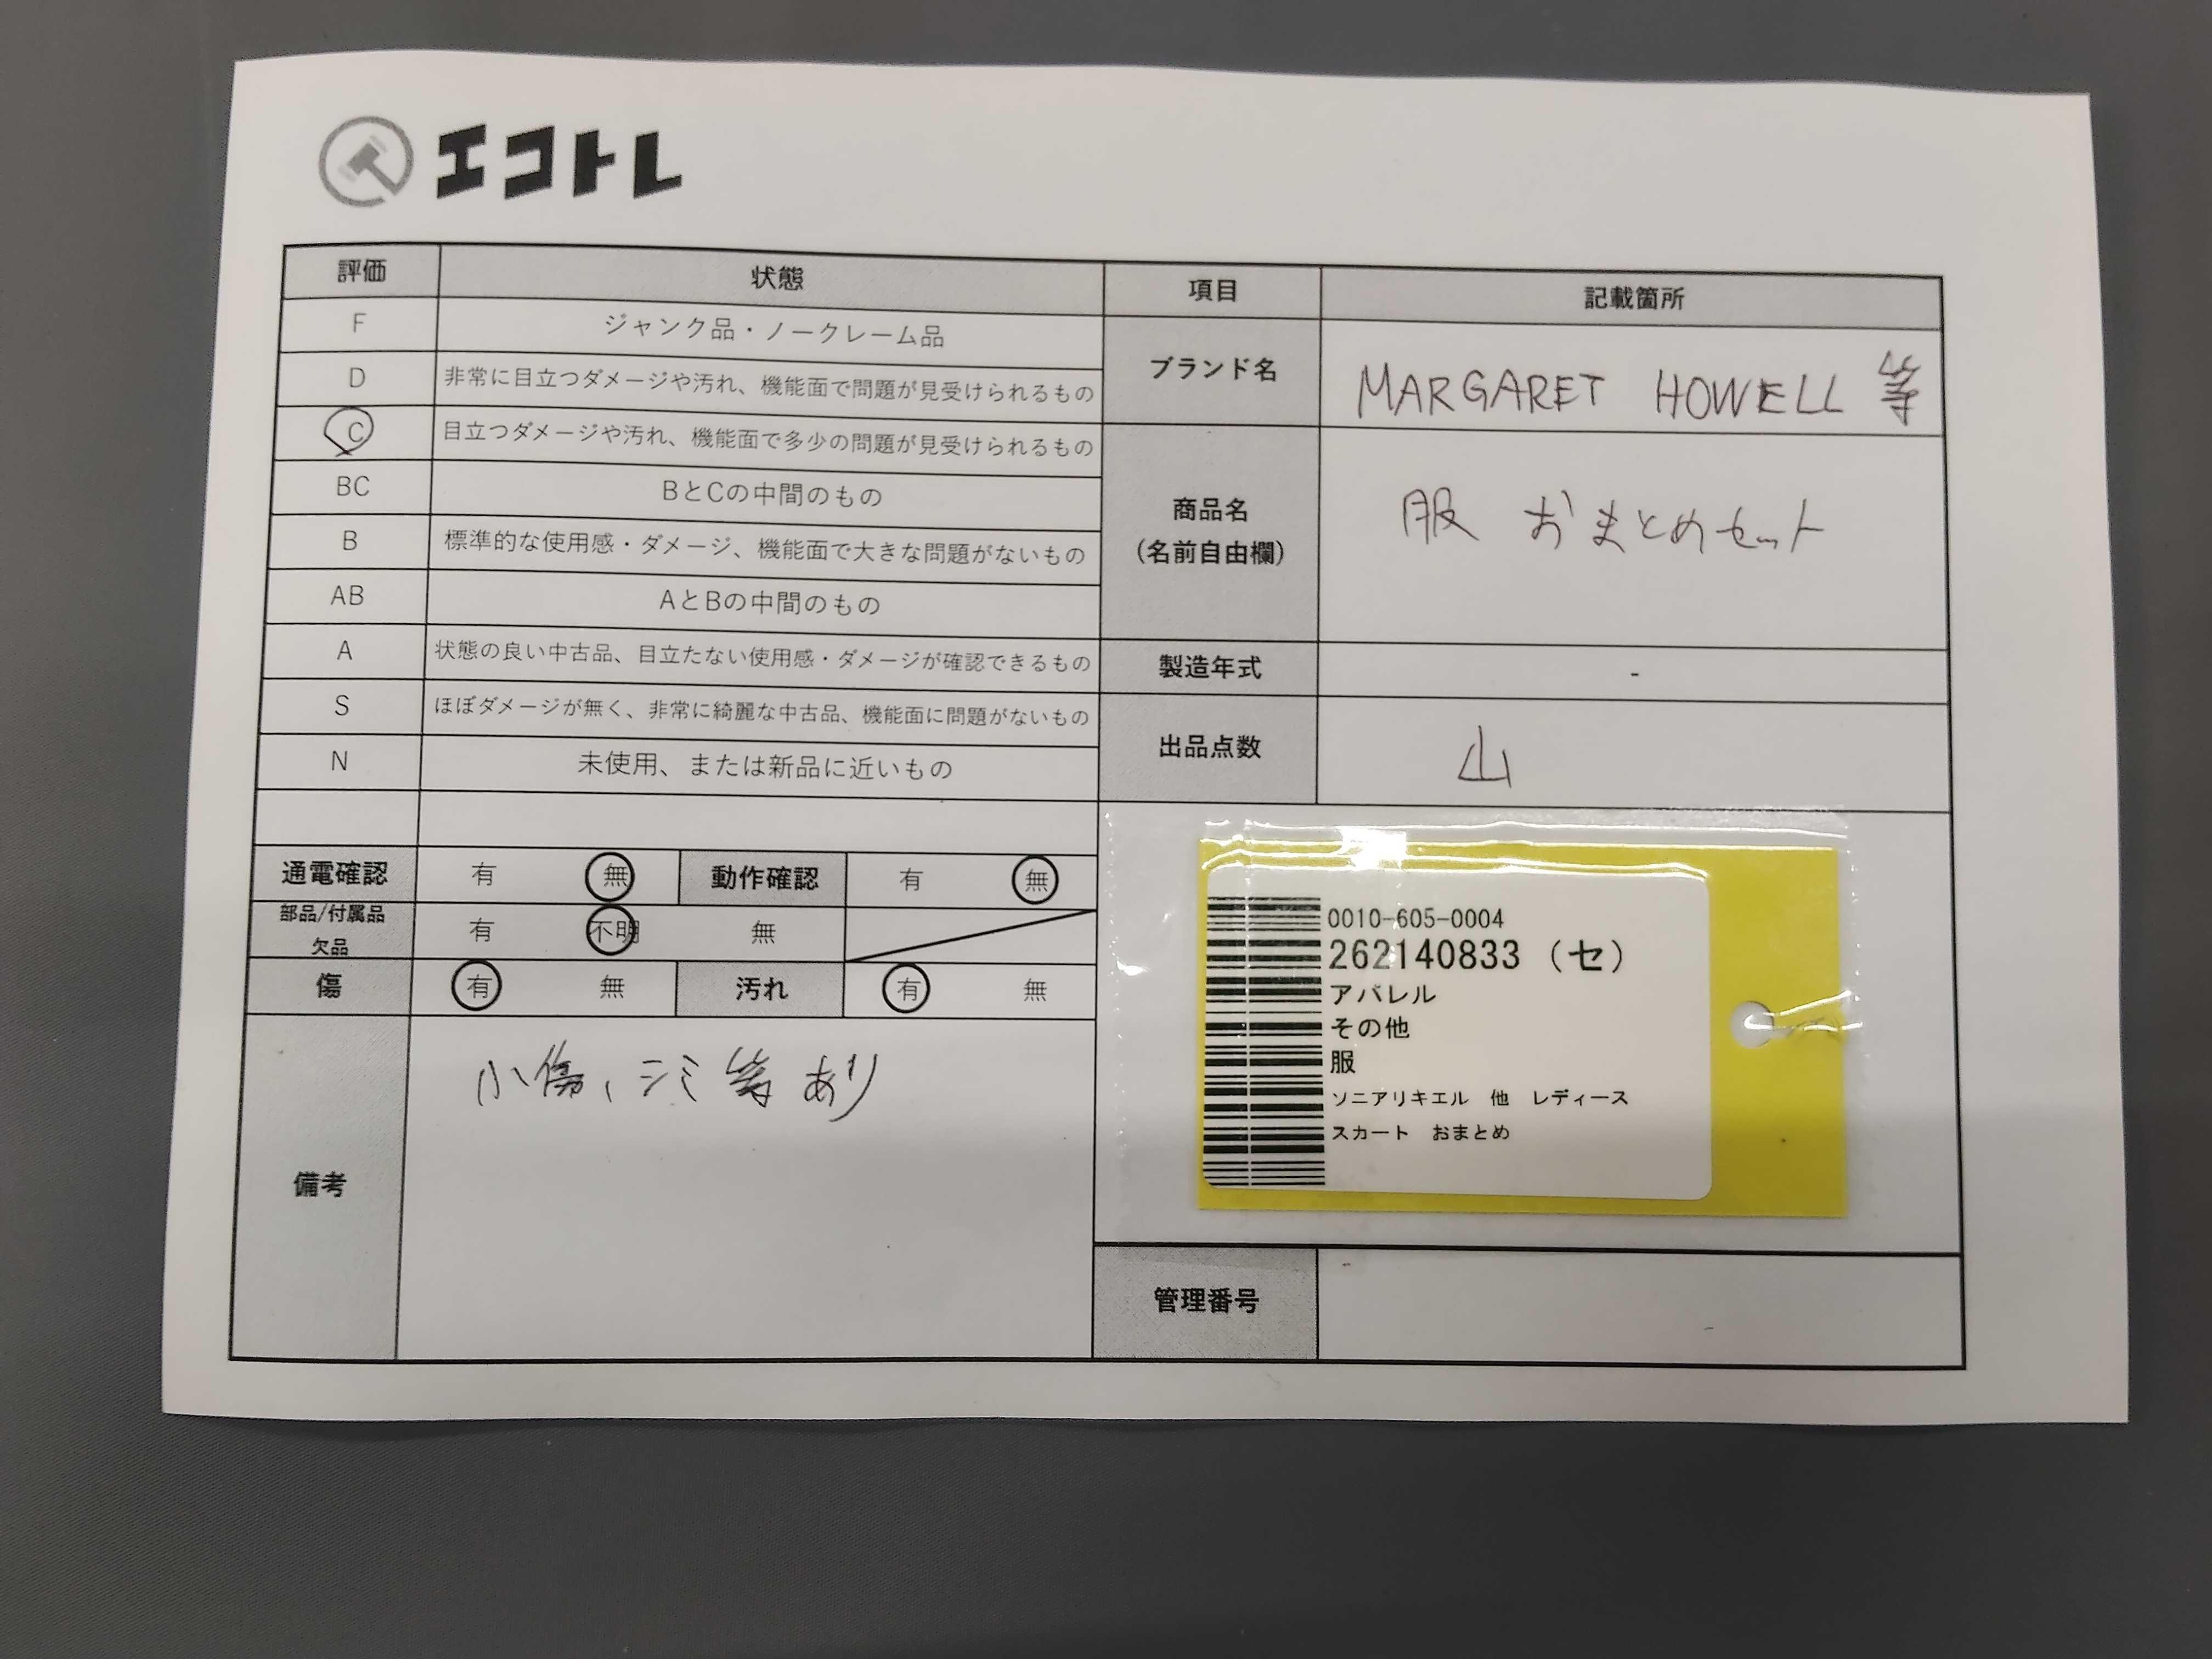 エコトレ
評価 状態 項目 記載箇所
F ジャンク品・ノークレーム品
D 非常に目立つダメージや汚れ、機能面で問題が見受けられるもの
C 目立つダメージや汚れ、機能面で多少の問題が見受けられるもの
BC BとCの中間のもの
B 標準的な使用感・ダメージ、機能面で大きな問題がないもの
AB AとBの中間のもの
A 状態の良い中古品、目立たない使用感・ダメージが確認できるもの
S ほぼダメージが無く、非常に綺麗な中古品、機能面に問題がないもの
N 未使用、または新品に近いもの
ブランド名 MARGARET HOWELL 等
商品名
(名前自由欄)
服 おまとめセット
製造年式 -
出品点数 山
通電確認 有 無 動作確認 有 無
部品/付属品
欠品
有 不明 無
傷 有 無 汚れ 有 無
備考
小傷、シミ等あり
0010-605-0004
262140833 (セ)
アパレル
その他
服
ソニアリキエル 他 レディース
スカート おまとめ
管理番号